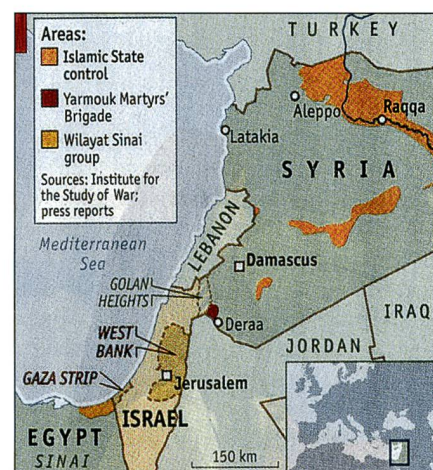 Areas:
Islamic State
control
Yarmouk Martyrs'
Brigade
Wilayat Sinai
group
Sources: Institute for
the Study of War;
press reports
TURKEY
Aleppo
Raqqa
Latakia
SYRIA
Mediterranean
Sea
LEBANON
Damascus
GOLAN
HEIGHTS
IRAQ
Deraa
WEST
BANK
JORDAN
GAZA STRIP
Jerusalem
ISRAEL
EGYPT
SINAI
150 km